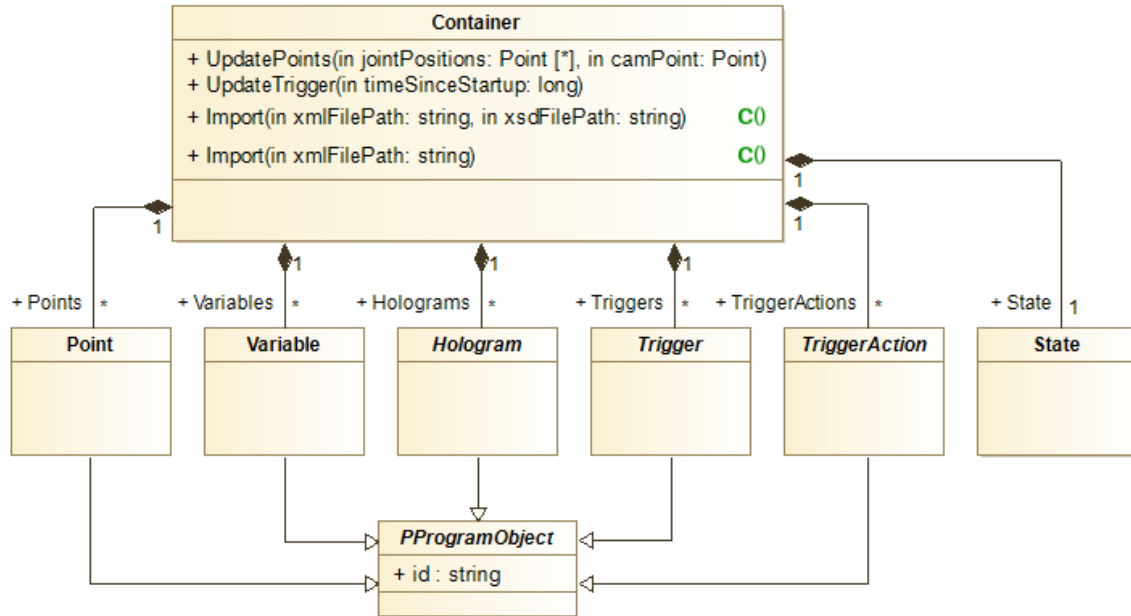 Container
+ UpdatePoints(in jointPositions: Point [*], in camPoint: Point)
+ UpdateTrigger(in timeSinceStartup: long)
+ Import(in xmlFilePath: string, in xsdFilePath: string) C()
+ Import(in xmlFilePath: string) C()
1 1 1 1 1 1
+ Points * + Variables * + Holograms * + Triggers * + TriggerActions * + State 1
Point Variable Hologram Trigger TriggerAction State
PProgramObject
+ id : string